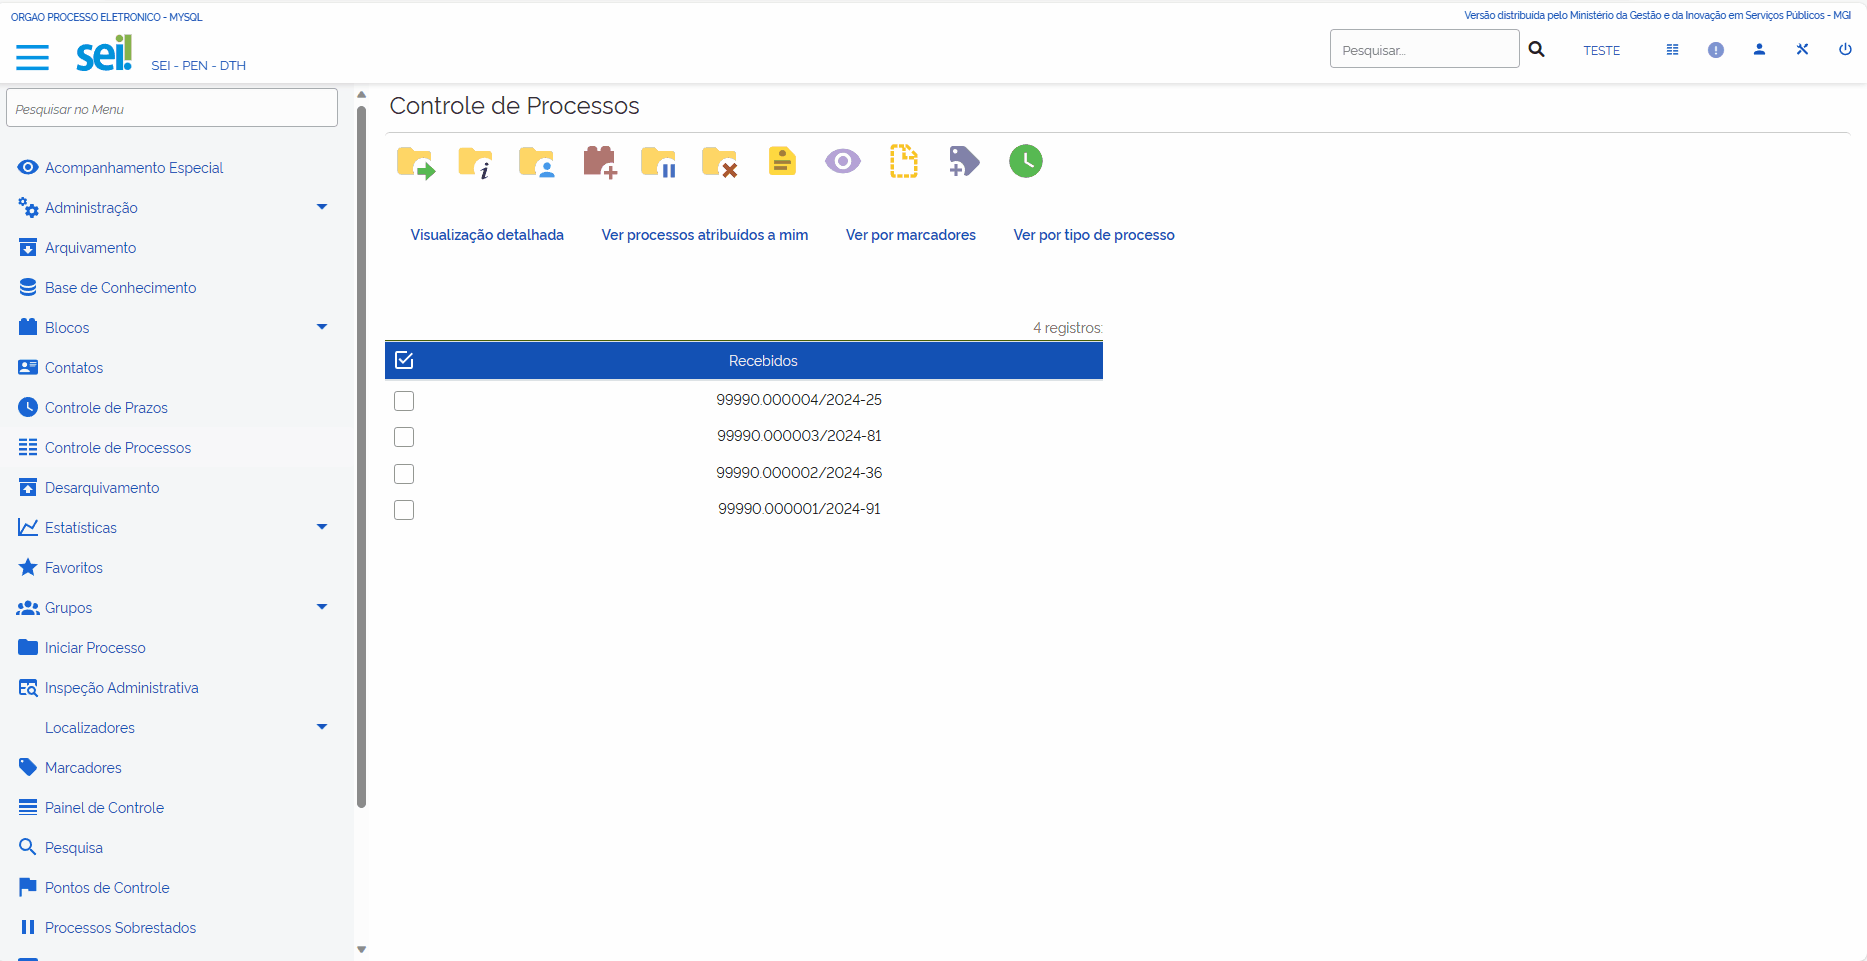 ORGAO PROCESSO ELETRONICO - MYSQL
Versão distribuída pelo Ministério da Gestão e da Inovação em Serviços Públicos - MGI
sei!
SEI - PEN - DTH
Pesquisar...
TESTE
Pesquisar no Menu
Acompanhamento Especial
Administração
Arquivamento
Base de Conhecimento
Blocos
Contatos
Controle de Prazos
Controle de Processos
Desarquivamento
Estatísticas
Favoritos
Grupos
Iniciar Processo
Inspeção Administrativa
Localizadores
Marcadores
Painel de Controle
Pesquisa
Pontos de Controle
Processos Sobrestados
Controle de Processos
Visualização detalhada
Ver processos atribuídos a mim
Ver por marcadores
Ver por tipo de processo
4 registros:
Recebidos
99990.000004/2024-25
99990.000003/2024-81
99990.000002/2024-36
99990.000001/2024-91